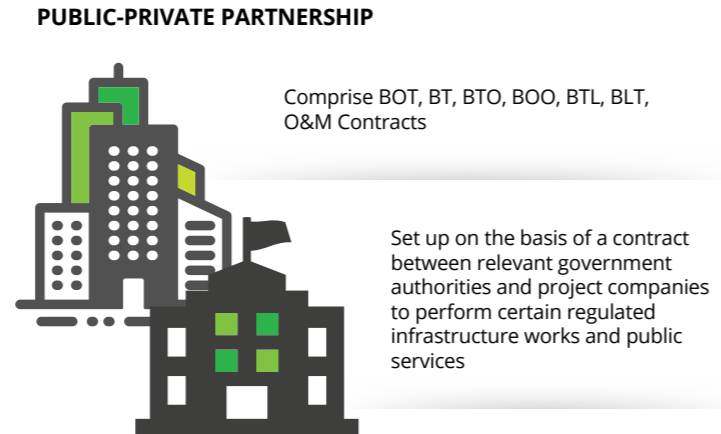 PUBLIC-PRIVATE PARTNERSHIP
Comprise BOT, BT, BTO, BOO, BTL, BLT,
O&M Contracts
Set up on the basis of a contract
between relevant government
authorities and project companies
to perform certain regulated
infrastructure works and public
services